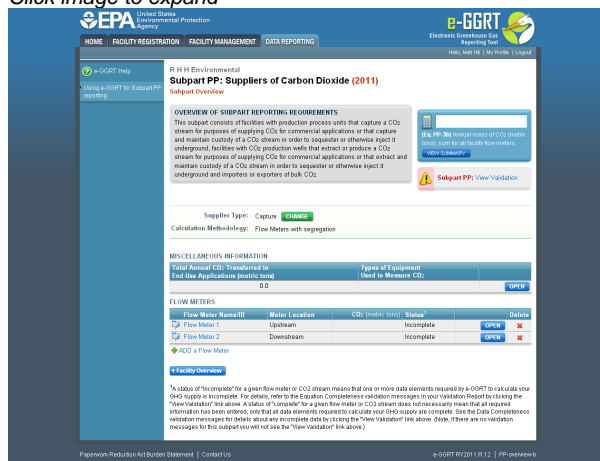 Click image to expand
EPA United States Environmental Protection Agency
e-GGRT
Electronic Greenhouse Gas Reporting Tool
HOME FACILITY REGISTRATION FACILITY MANAGEMENT DATA REPORTING
Hello, Matt Hill | My Profile | Logout
e-GGRT Help
Using e-GGRT for Subpart PP reporting
R H H Environmental
Subpart PP: Suppliers of Carbon Dioxide (2011)
Subpart Overview
OVERVIEW OF SUBPART REPORTING REQUIREMENTS
This subpart consists of facilities with production process units that capture a CO2
stream for purposes of supplying CO2 for commercial applications or that capture
and maintain custody of a CO2 stream in order to sequester or otherwise inject it
underground, facilities with CO2 production wells that extract or produce a CO2
stream for purposes of supplying CO2 for commercial applications or that extract and
maintain custody of a CO2 stream in order to sequester or otherwise inject it
underground and importers or exporters of bulk CO2.
(Eq. PP-3b) Annual mass of CO2 (metric
tons), sum for all facility flow meters.
VIEW SUMMARY
Subpart PP: View Validation
Supplier Type: Capture CHANGE
Calculation Methodology: Flow Meters with segregation
MISCELLANEOUS INFORMATION
Total Annual CO2 Transferred to Types of Equipment
End-Use Applications (metric tons) Used to Measure CO2
0.0 OPEN
FLOW METERS
Flow Meter Name/ID Meter Location CO2 (metric tons) Status1 Delete
Flow Meter 1 Upstream Incomplete OPEN
Flow Meter 2 Downstream Incomplete OPEN
ADD a Flow Meter
Facility Overview
1A status of "Incomplete" for a given flow meter or CO2 stream means that one or more data elements required by e-GGRT to calculate your
GHG supply is incomplete. For details, refer to the Equation Completeness validation messages in your Validation Report by clicking the
"View Validation" link above. A status of "complete" for a given flow meter or CO2 stream does not necessarily mean that all required
information has been entered, only that all data elements required to calculate your GHG supply are complete. See the Data Completeness
validation messages for details about any incomplete data by clicking the "View Validation" link above. (Note, if there are no validation
messages for this subpart you will not see the "View Validation" link above.)
Paperwork Reduction Act Burden Statement | Contact Us
e-GGRT RY2011.R.12 | PP-overview-b